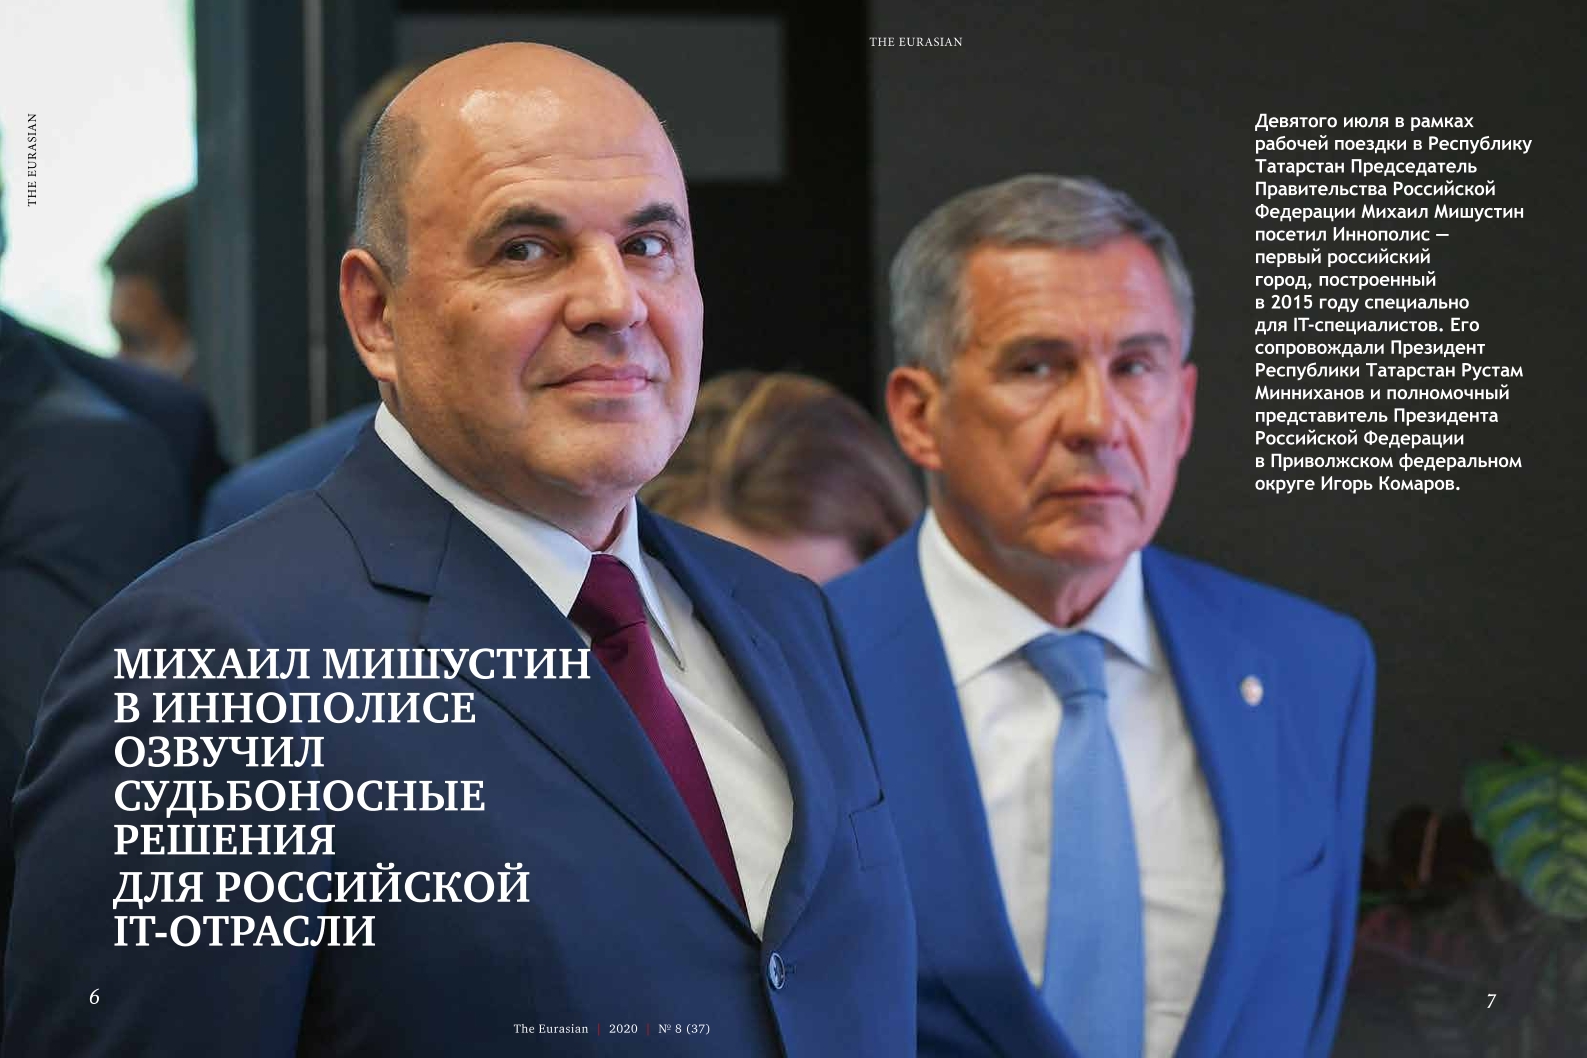 THE EURASIAN
THE EURASIAN
МИХАИЛ МИШУСТИН
В ИННОПОЛИСЕ
ОЗВУЧИЛ
СУДЬБОНОСНЫЕ
РЕШЕНИЯ
ДЛЯ РОССИЙСКОЙ
IT-ОТРАСЛИ
Девятого июля в рамках
рабочей поездки в Республику
Татарстан Председатель
Правительства Российской
Федерации Михаил Мишустин
посетил Иннополис —
первый российский
город, построенный
в 2015 году специально
для IT-специалистов. Его
сопровождали Президент
Республики Татарстан Рустам
Минниханов и полномочный
представитель Президента
Российской Федерации
в Приволжском федеральном
округе Игорь Комаров.
6
The Eurasian | 2020 | № 8 (37)
7